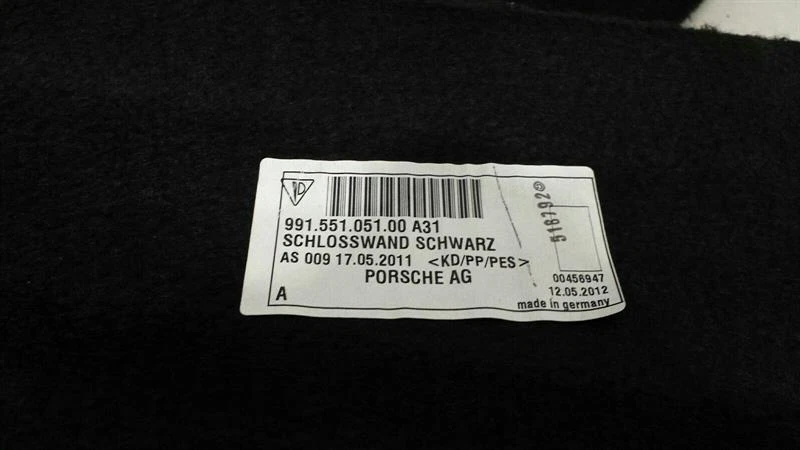 D
991.551.051.00 A31
SCHLOSSWAND SCHWARZ
AS 009 17.05.2011 <KD/PP/PES>
PORSCHE AG
A
00456947
12.05.2012
made in germany